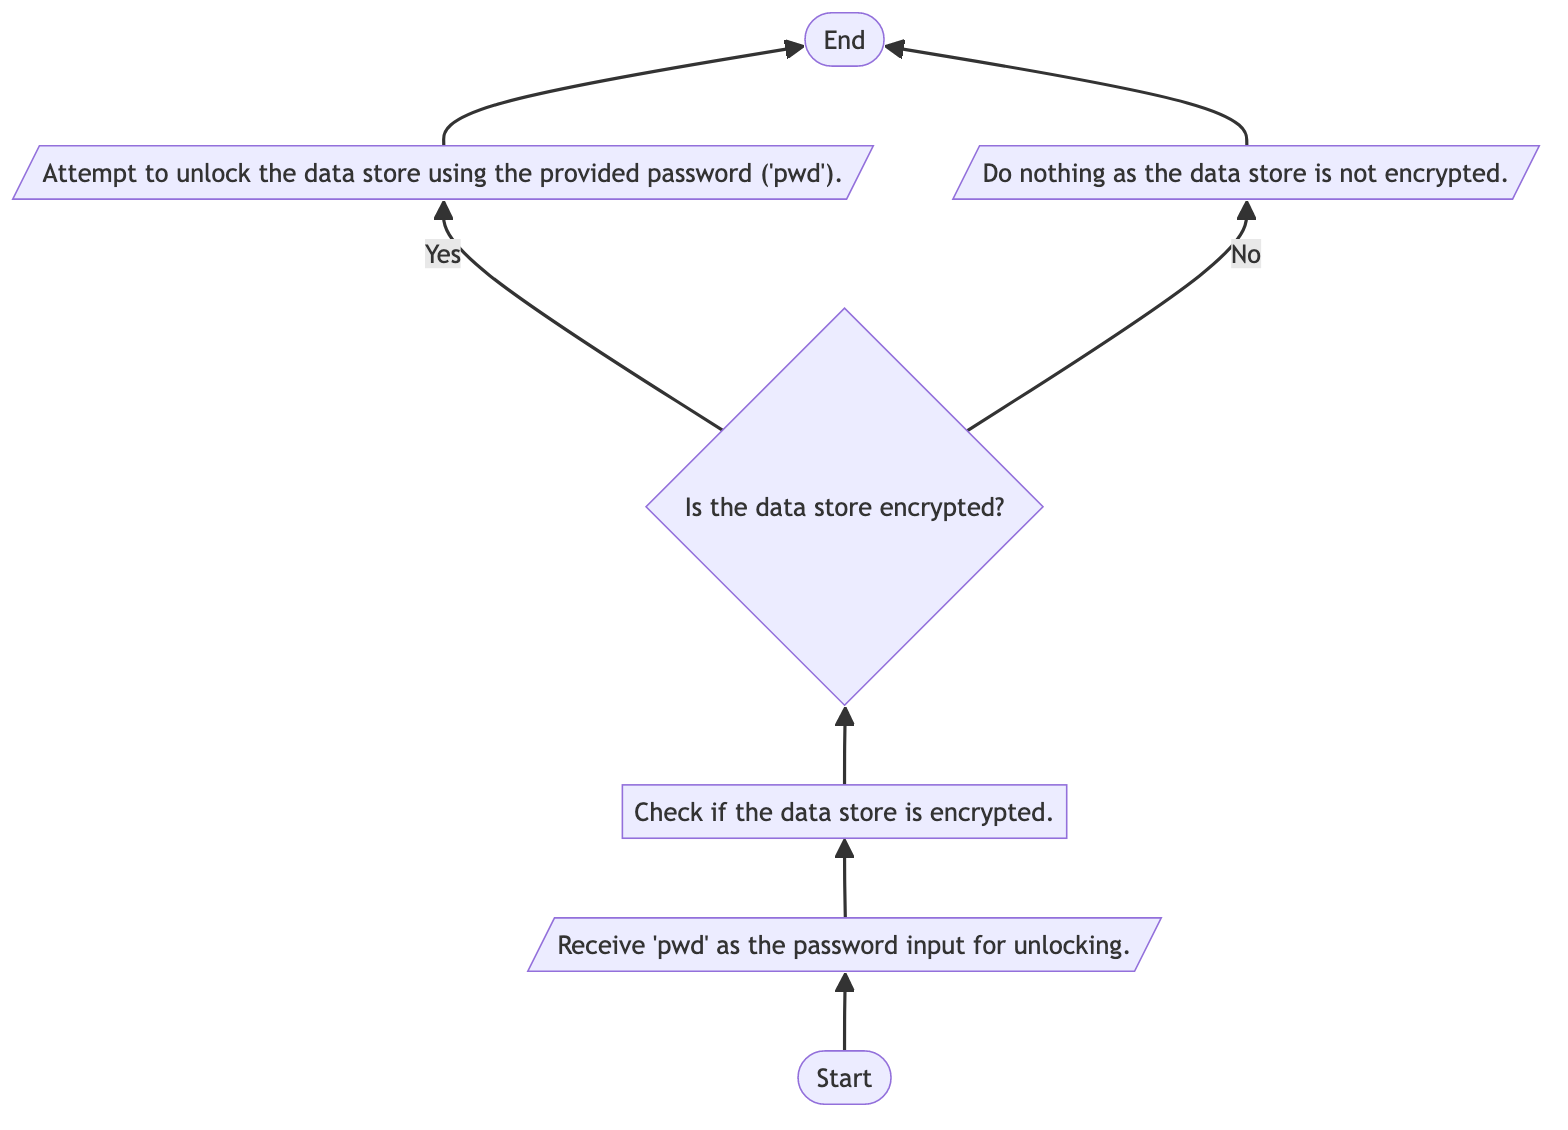 End
Attempt to unlock the data store using the provided password ('pwd').
Do nothing as the data store is not encrypted.
Yes
No
Is the data store encrypted?
Check if the data store is encrypted.
Receive 'pwd' as the password input for unlocking.
Start